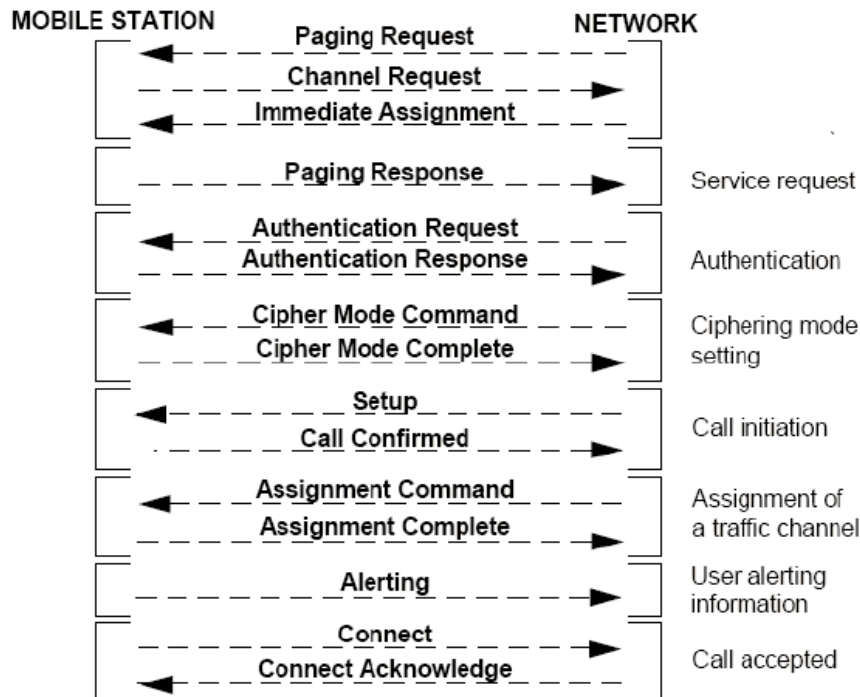 MOBILE STATION
NETWORK
Paging Request
Channel Request
Immediate Assignment
Paging Response
Service request
Authentication Request
Authentication Response
Authentication
Cipher Mode Command
Cipher Mode Complete
Ciphering mode
setting
Setup
Call Confirmed
Call initiation
Assignment Command
Assignment Complete
Assignment of
a traffic channel
Alerting
User alerting
information
Connect
Connect Acknowledge
Call accepted